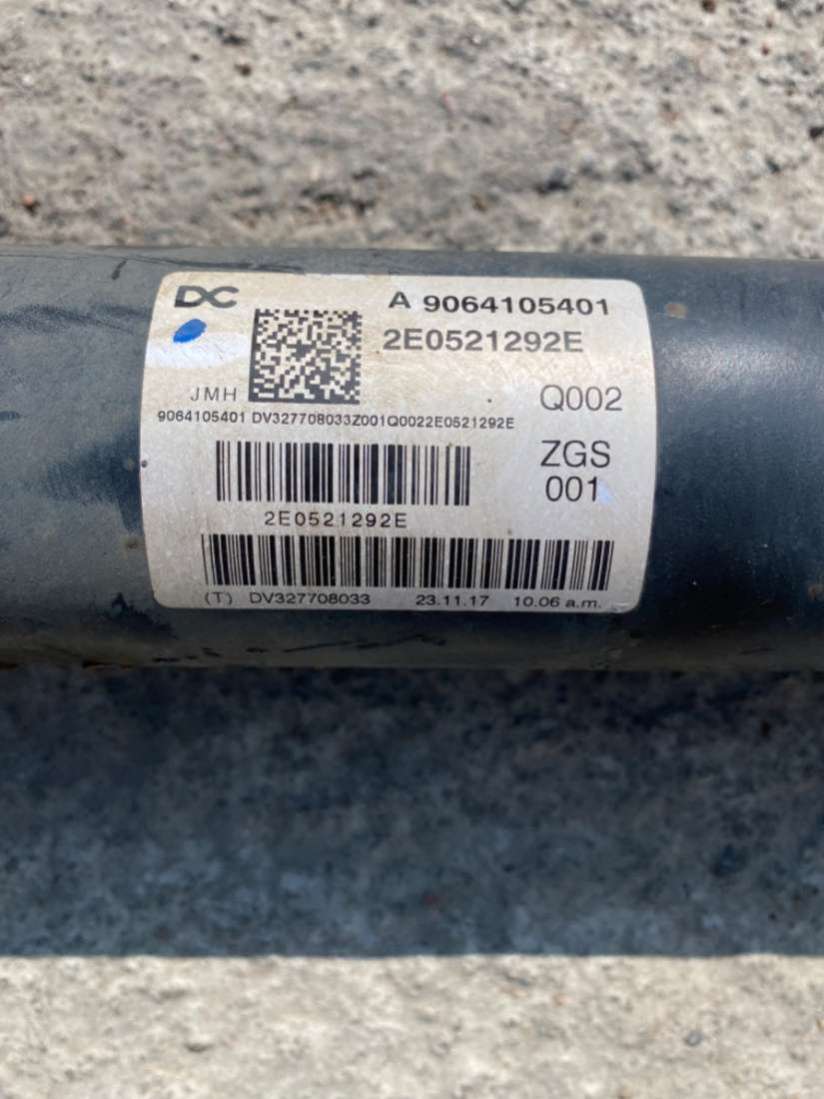 DC
A 9064105401
2E0521292E
JMH
Q002
9064105401 DV327708033Z001Q0022E0521292E
ZGS
001
2E0521292E
(T) DV327708033 23.11.17 10.06 a.m.